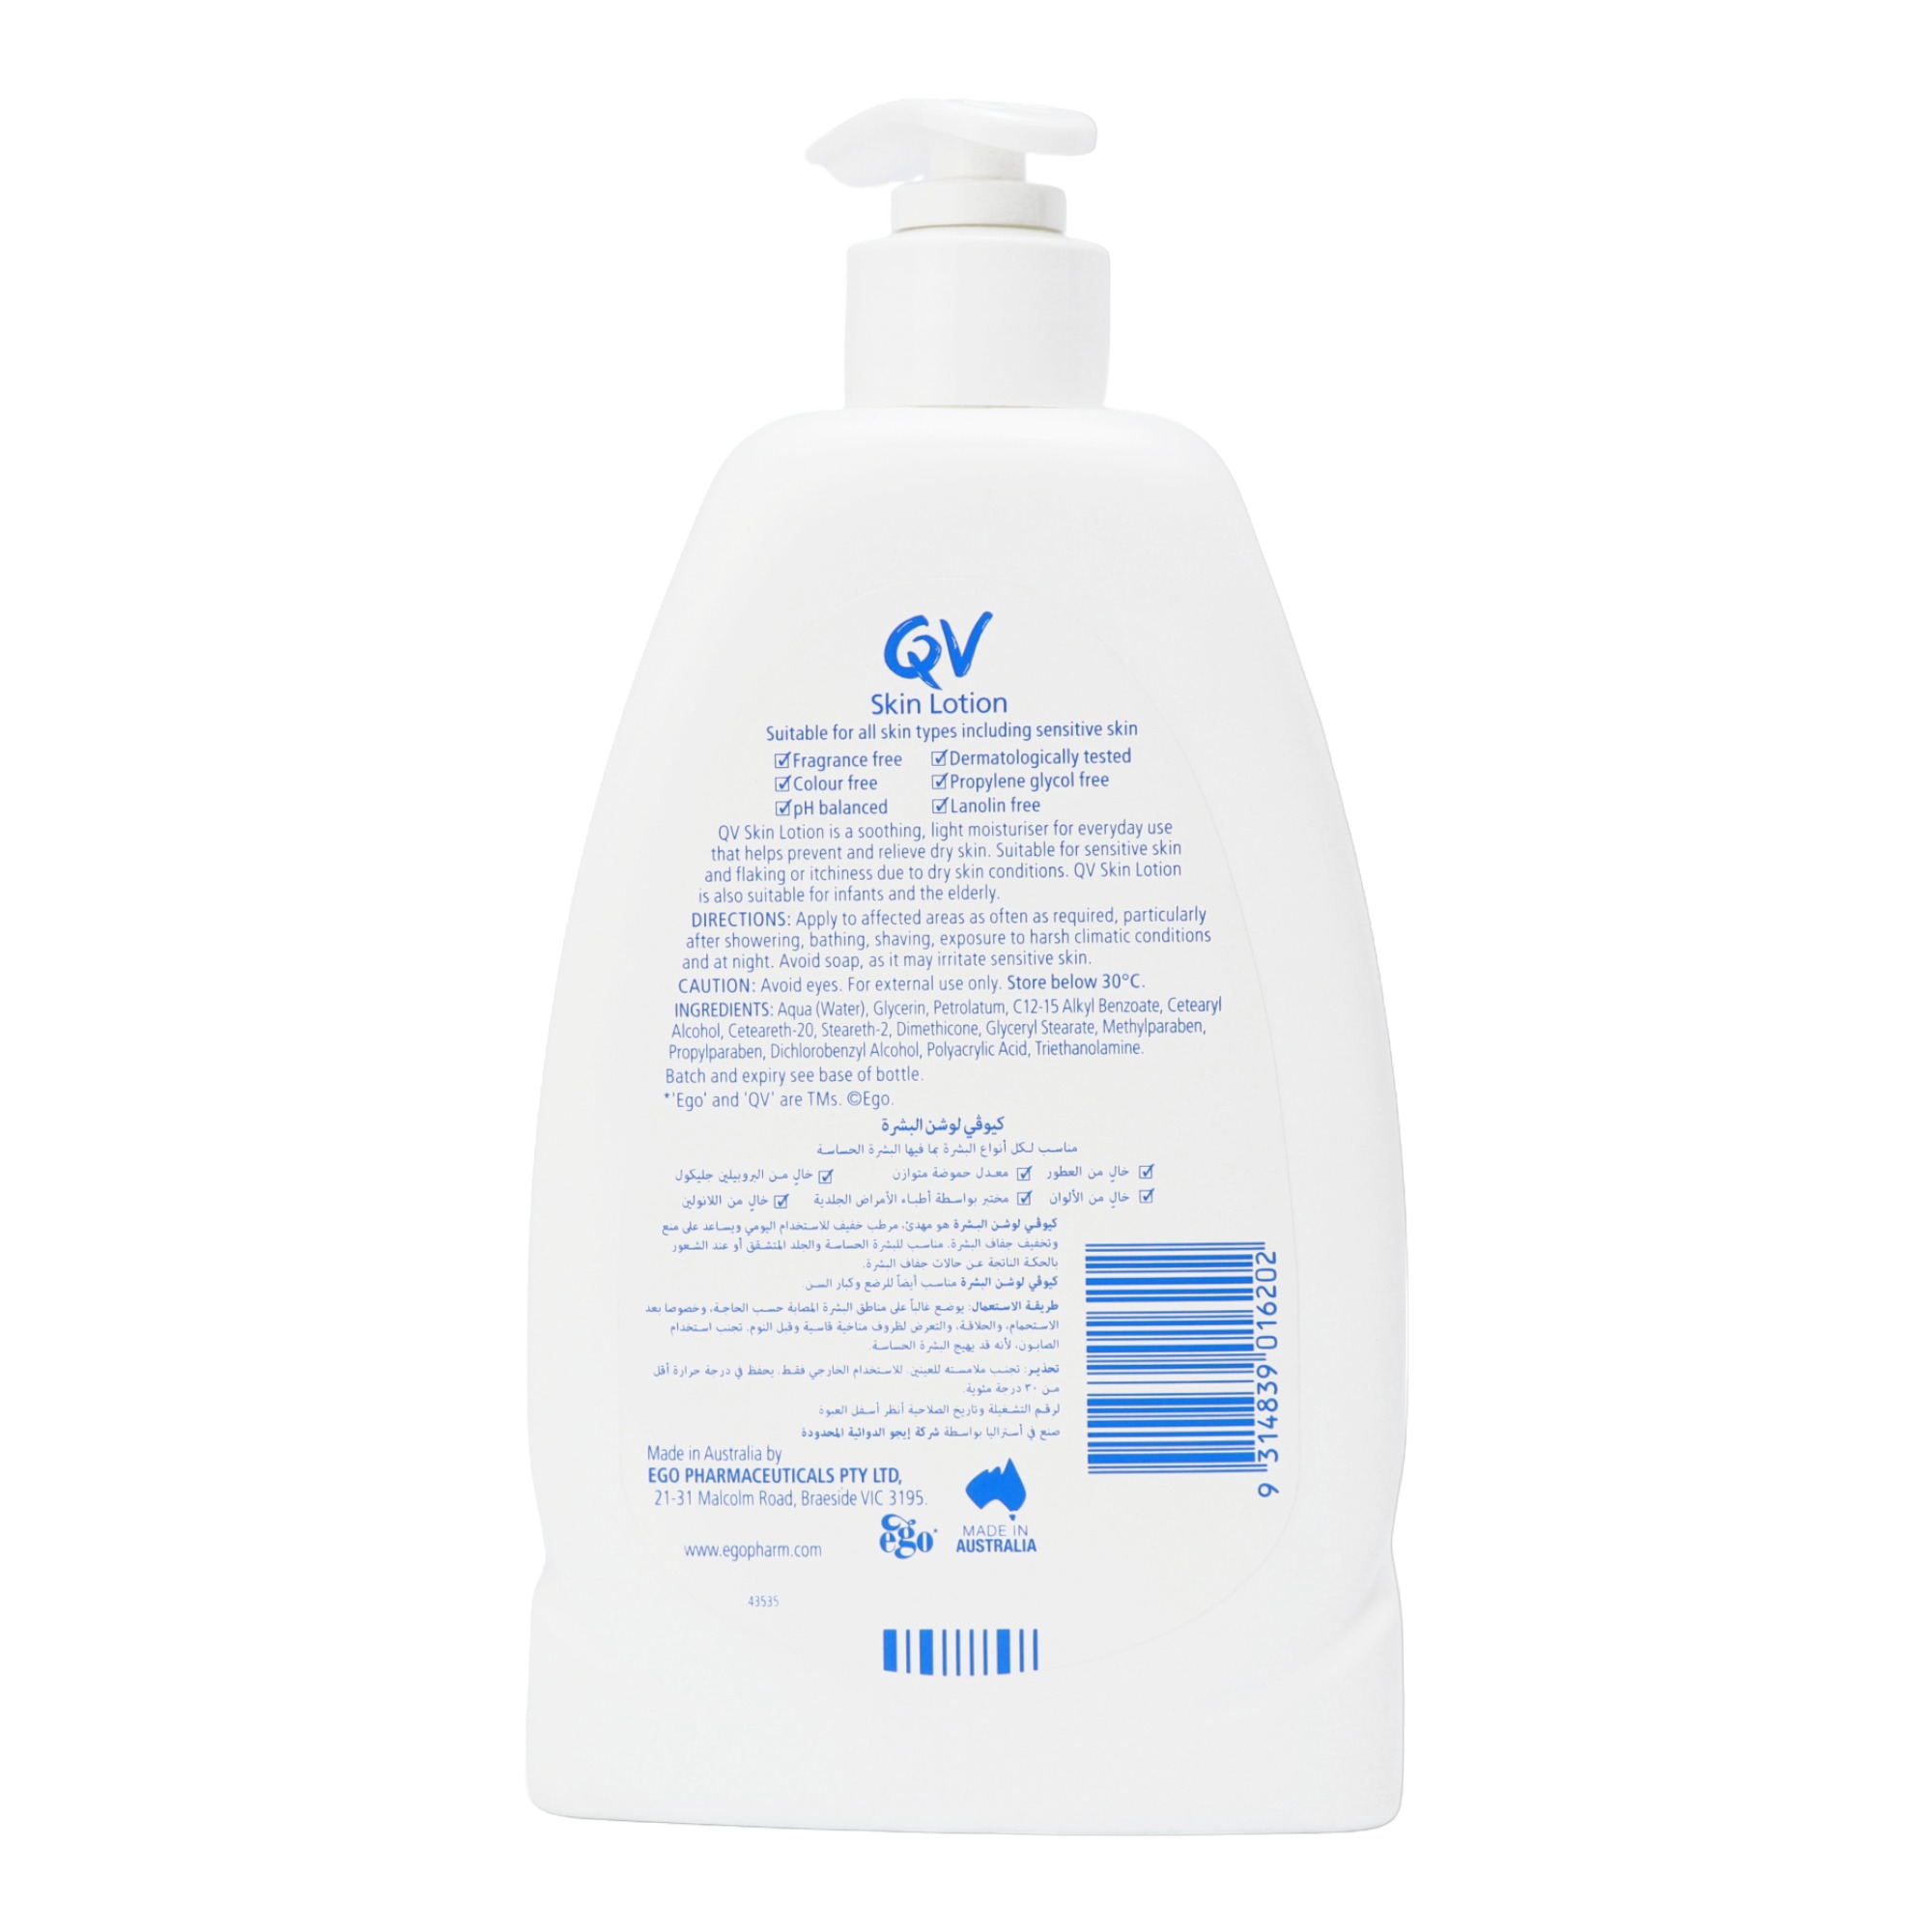 QV
Skin Lotion
Suitable for all skin types including sensitive skin
☑Fragrance free ☑Dermatologically tested
☑Colour free ☑Propylene glycol free
☑pH balanced ☑Lanolin free
QV Skin Lotion is a soothing, light moisturiser for everyday use
that helps prevent and relieve dry skin. Suitable for sensitive skin
and flaking or itchiness due to dry skin conditions. QV Skin Lotion
is also suitable for infants and the elderly.
DIRECTIONS: Apply to affected areas as often as required, particularly
after showering, bathing, shaving, exposure to harsh climatic conditions
and at night. Avoid soap, as it may irritate sensitive skin.
CAUTION: Avoid eyes. For external use only. Store below 30°C.
INGREDIENTS: Aqua (Water), Glycerin, Petrolatum, C12-15 Alkyl Benzoate, Cetearyl
Alcohol, Ceteareth-20, Steareth-2, Dimethicone, Glyceryl Stearate, Methylparaben,
Propylparaben, Dichlorobenzyl Alcohol, Polyacrylic Acid, Triethanolamine.
Batch and expiry see base of bottle.
*'Ego' and 'QV' are TMs. ©Ego.
كيوڤي لوشن البشرة
مناسب لكل أنواع البشرة بما فيها البشرة الحساسة
☑ خالٍ من العطور ☑ معدل حموضة متوازن ☑ خالٍ من البروبيلين جليكول
☑ خالٍ من الألوان ☑ مختبر بواسطة أطباء الأمراض الجلدية ☑ خالٍ من اللانولين
كيوڤي لوشن البشرة هو مهدئ، مرطب خفيف للاستخدام اليومي ويساعد على منع
وتخفيف جفاف البشرة. مناسب للبشرة الحساسة والجلد المتشقق أو عند الشعور
بالحكة الناتجة عن حالات جفاف البشرة.
كيوڤي لوشن البشرة مناسب أيضاً للرضع وكبار السن.
طريقة الاستعمال: يوضع غالباً على مناطق البشرة المصابة حسب الحاجة، وخصوصا بعد
الاستحمام، والحلاقة، والتعرض لظروف مناخية قاسية وقبل النوم. تجنب استخدام
الصابون، لأنه قد يهيج البشرة الحساسة.
تحذير: تجنب ملامسته للعينين. للاستخدام الخارجي فقط. يحفظ في درجة حرارة أقل
من ٣٠ درجة مئوية.
لرقم التشغيلة وتاريخ الصلاحية أنظر أسفل العبوة
صنع في أستراليا بواسطة شركة إيجو الدوائية المحدودة
9 314839 016202
Made in Australia by
EGO PHARMACEUTICALS PTY LTD,
21-31 Malcolm Road, Braeside VIC 3195.
www.egopharm.com
ego*
MADE IN
AUSTRALIA
43535